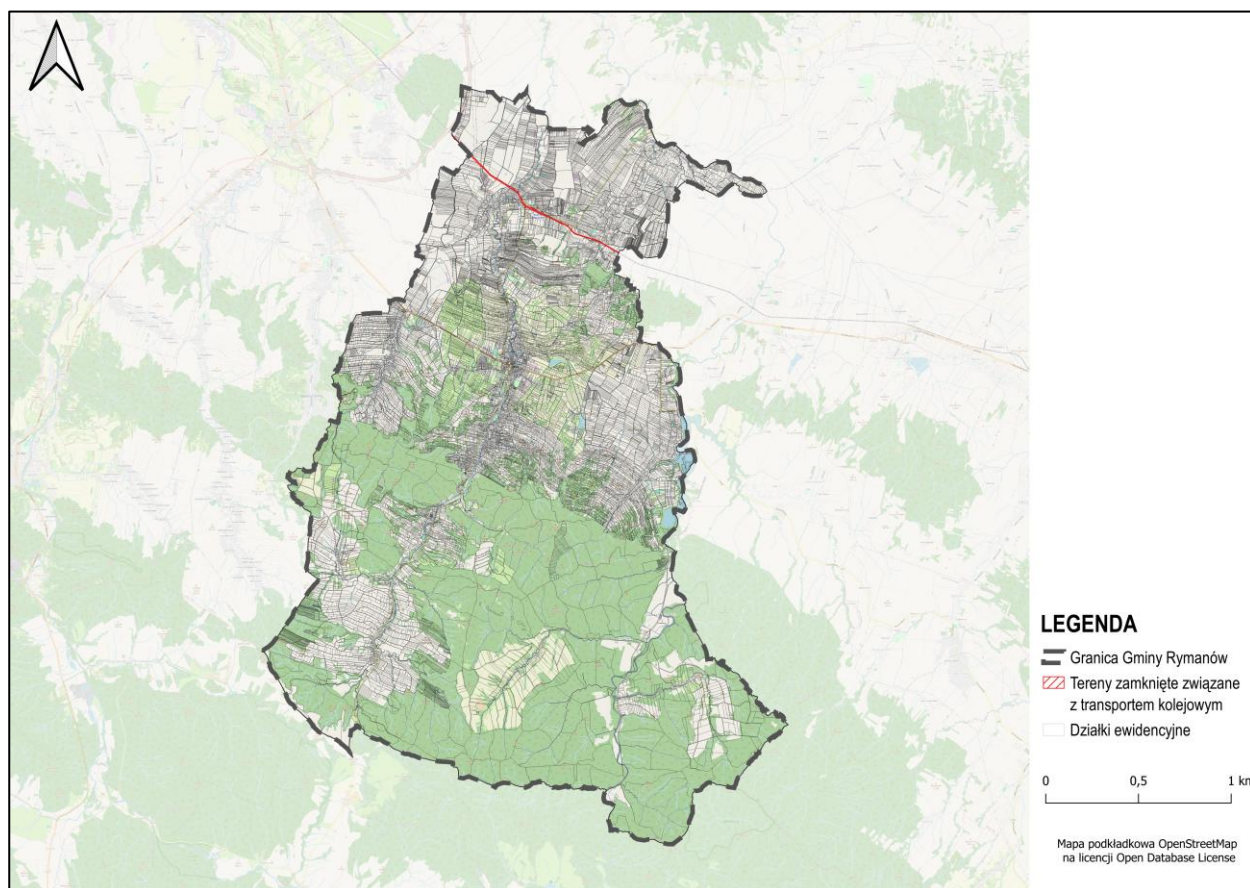 LEGENDA
Granica Gminy Rymanów
Tereny zamknięte związane
z transportem kolejowym
Działki ewidencyjne
0 0,5 1 km
Mapa podkładkowa OpenStreetMap
na licencji Open Database License